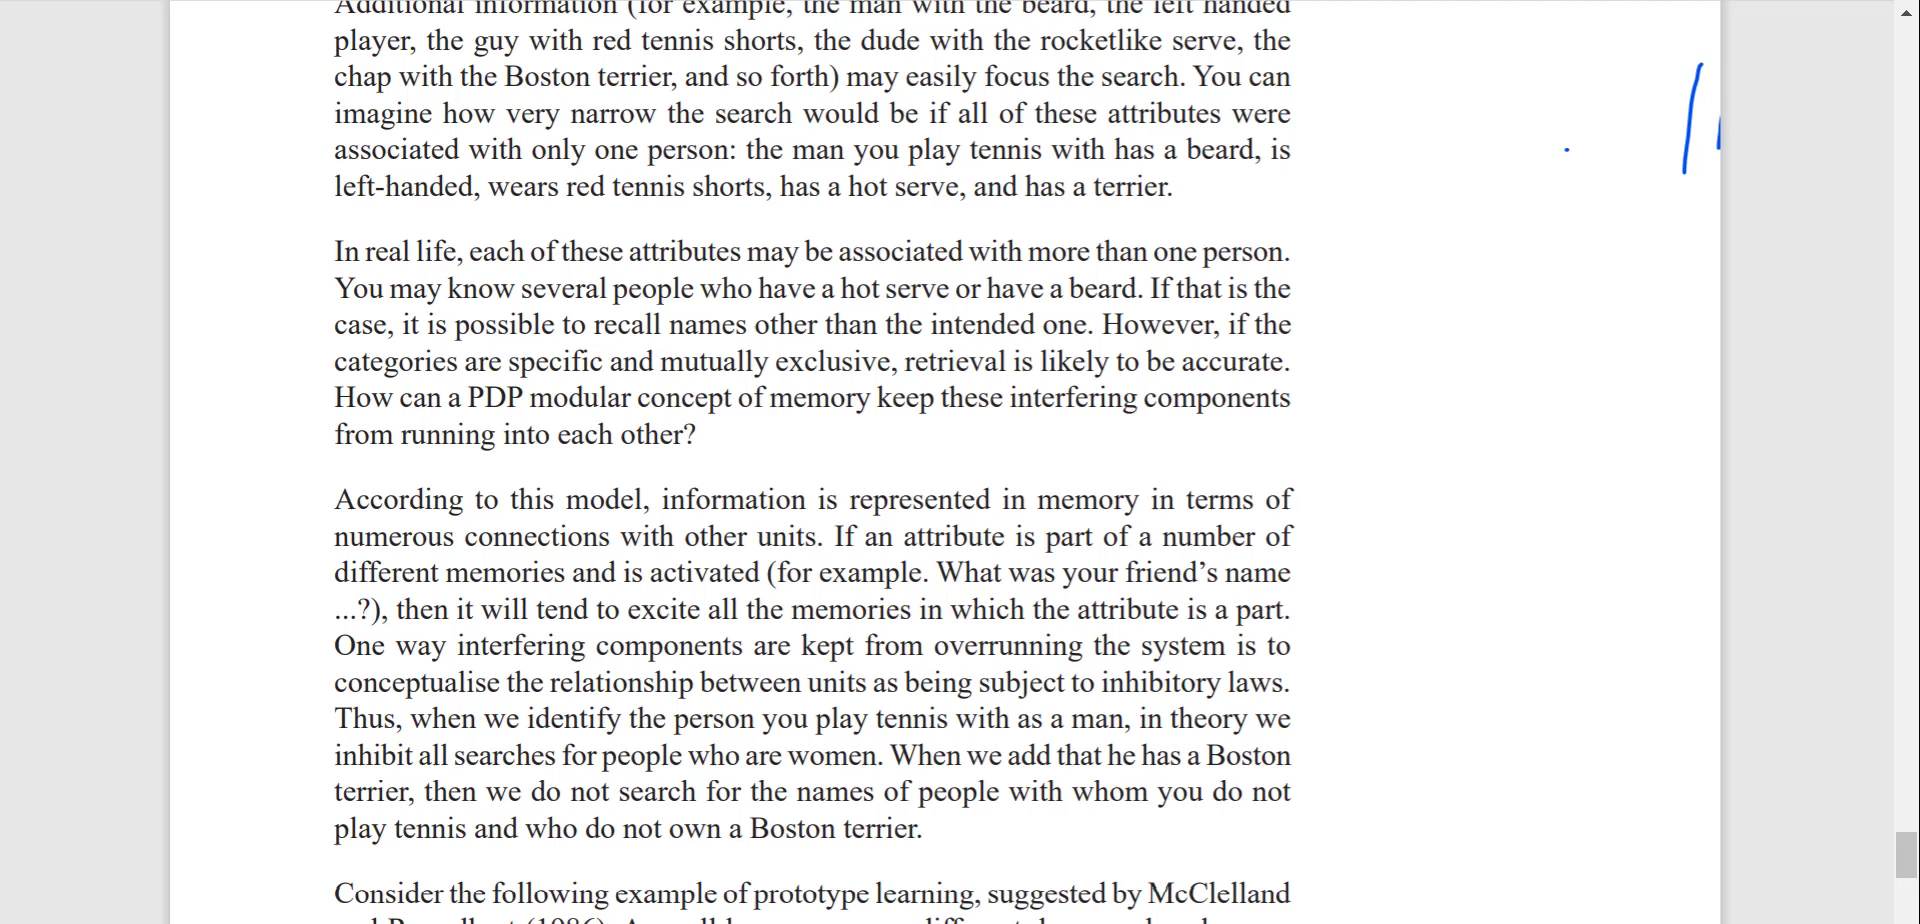 Additional information (for example, the man with the beard, the left handed
player, the guy with red tennis shorts, the dude with the rocketlike serve, the
chap with the Boston terrier, and so forth) may easily focus the search. You can
imagine how very narrow the search would be if all of these attributes were
associated with only one person: the man you play tennis with has a beard, is
left-handed, wears red tennis shorts, has a hot serve, and has a terrier.
In real life, each of these attributes may be associated with more than one person.
You may know several people who have a hot serve or have a beard. If that is the
case, it is possible to recall names other than the intended one. However, if the
categories are specific and mutually exclusive, retrieval is likely to be accurate.
How can a PDP modular concept of memory keep these interfering components
from running into each other?
According to this model, information is represented in memory in terms of
numerous connections with other units. If an attribute is part of a number of
different memories and is activated (for example. What was your friend’s name
...?), then it will tend to excite all the memories in which the attribute is a part.
One way interfering components are kept from overrunning the system is to
conceptualise the relationship between units as being subject to inhibitory laws.
Thus, when we identify the person you play tennis with as a man, in theory we
inhibit all searches for people who are women. When we add that he has a Boston
terrier, then we do not search for the names of people with whom you do not
play tennis and who do not own a Boston terrier.
Consider the following example of prototype learning, suggested by McClelland